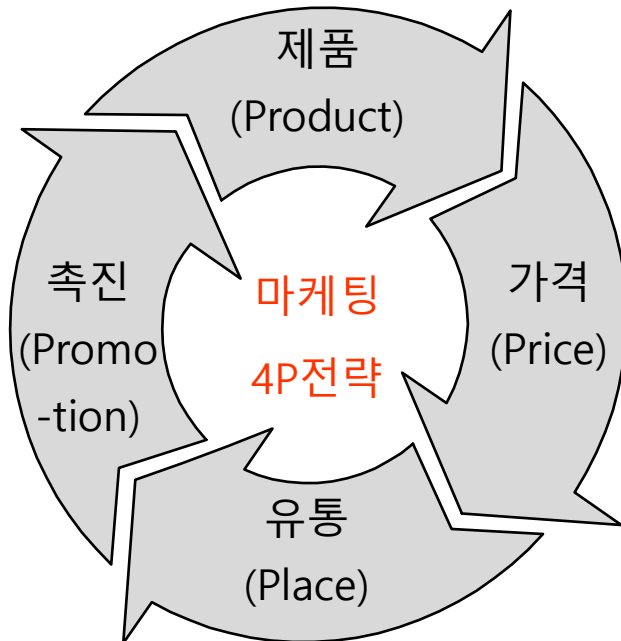 제품
(Product)
가격
(Price)
유통
(Place)
촉진
(Promo
-tion)
마케팅
4P전략